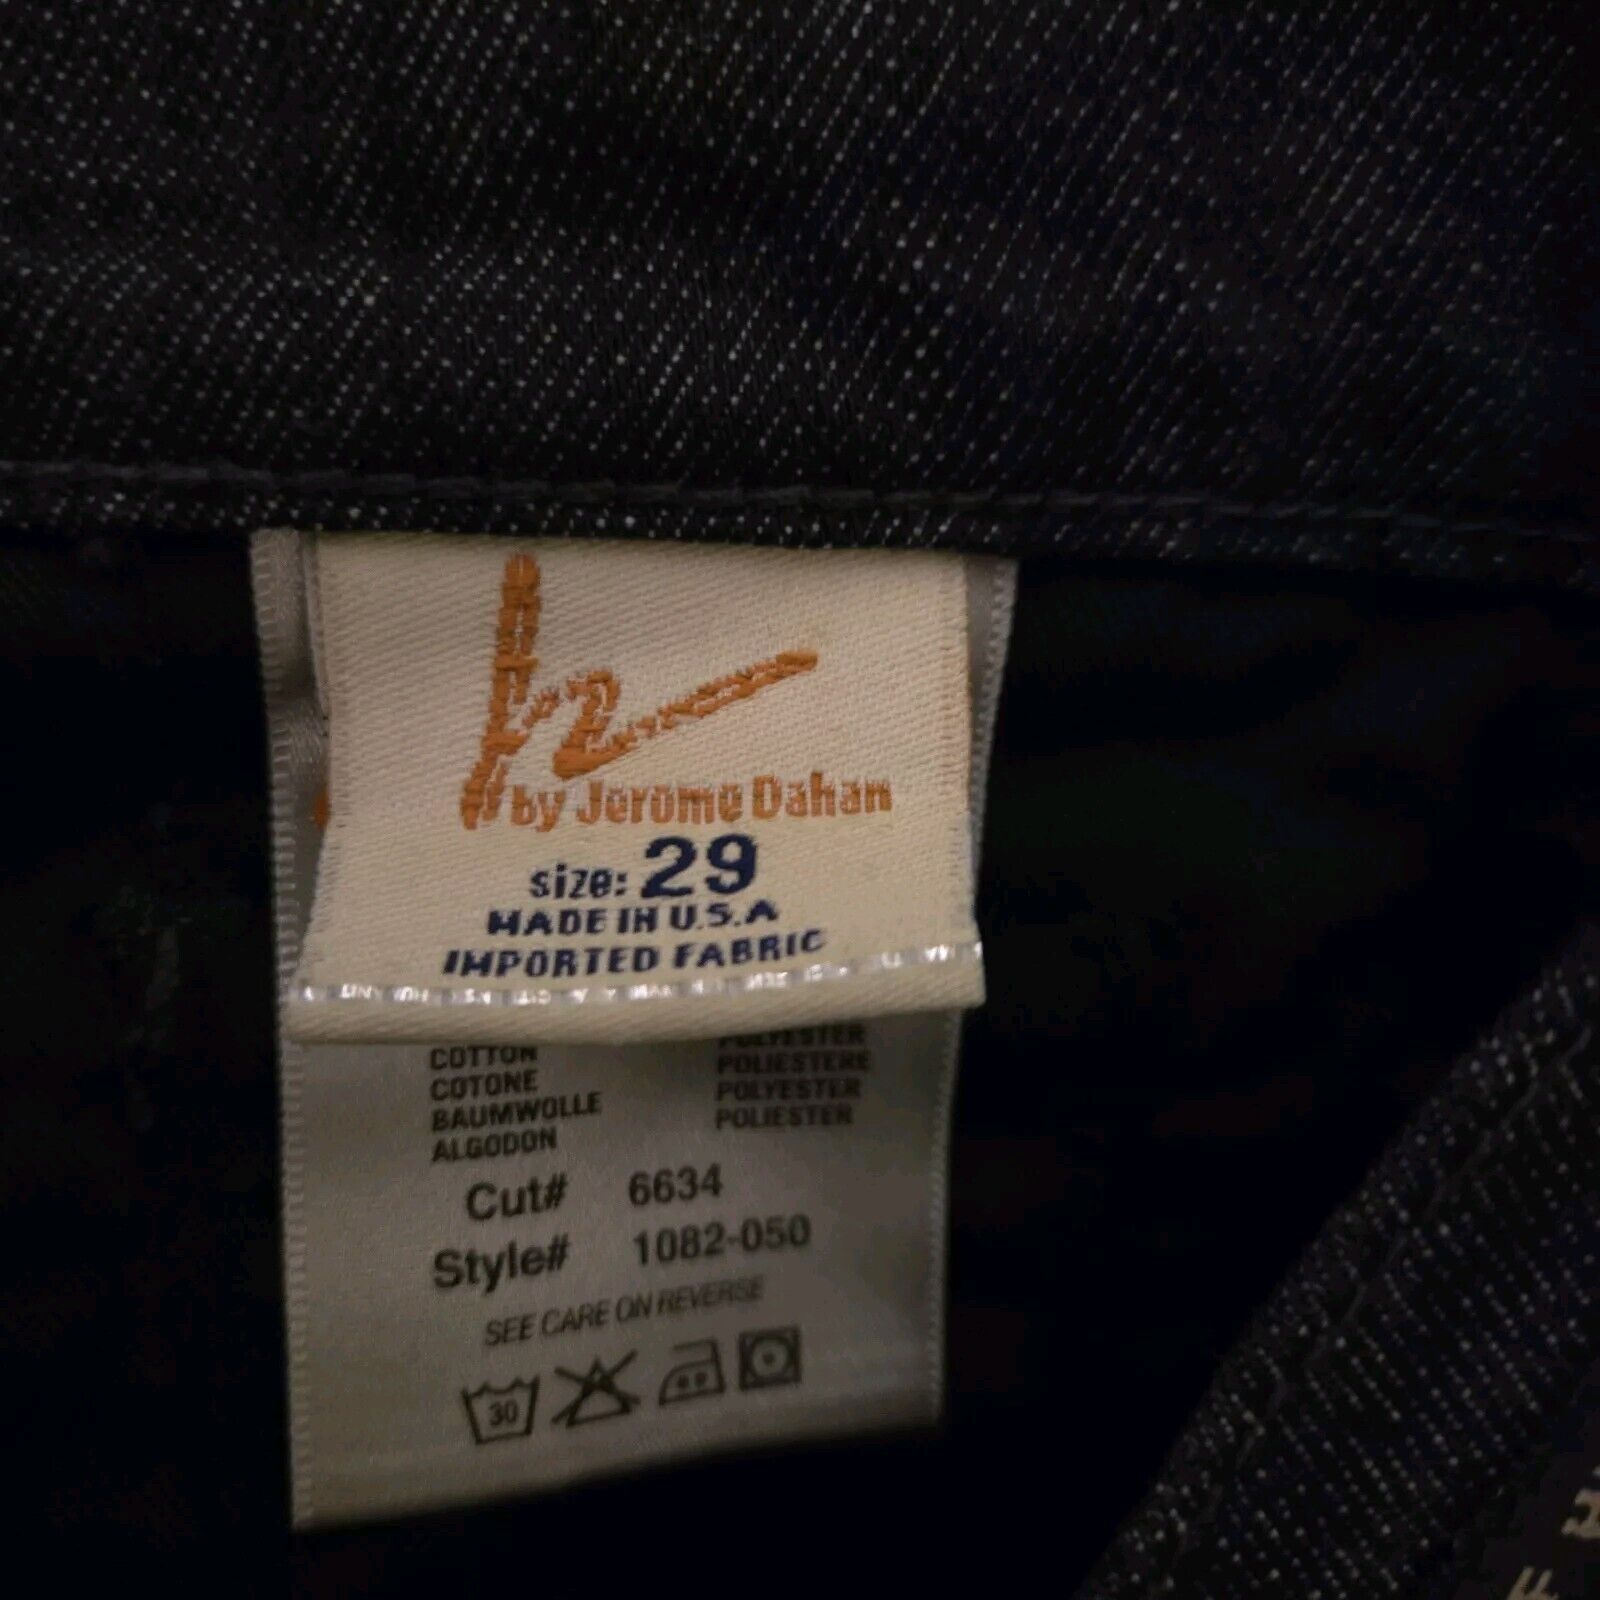 by Jerome Dahan
size: 29
MADE IN U.S.A
IMPORTED FABRIC
COTTON POLYESTER
COTONE POLIESTERE
BAUMWOLLE POLYESTER
ALGODON POLIESTER
Cut# 6634
Style# 1082-050
SEE CARE ON REVERSE
30